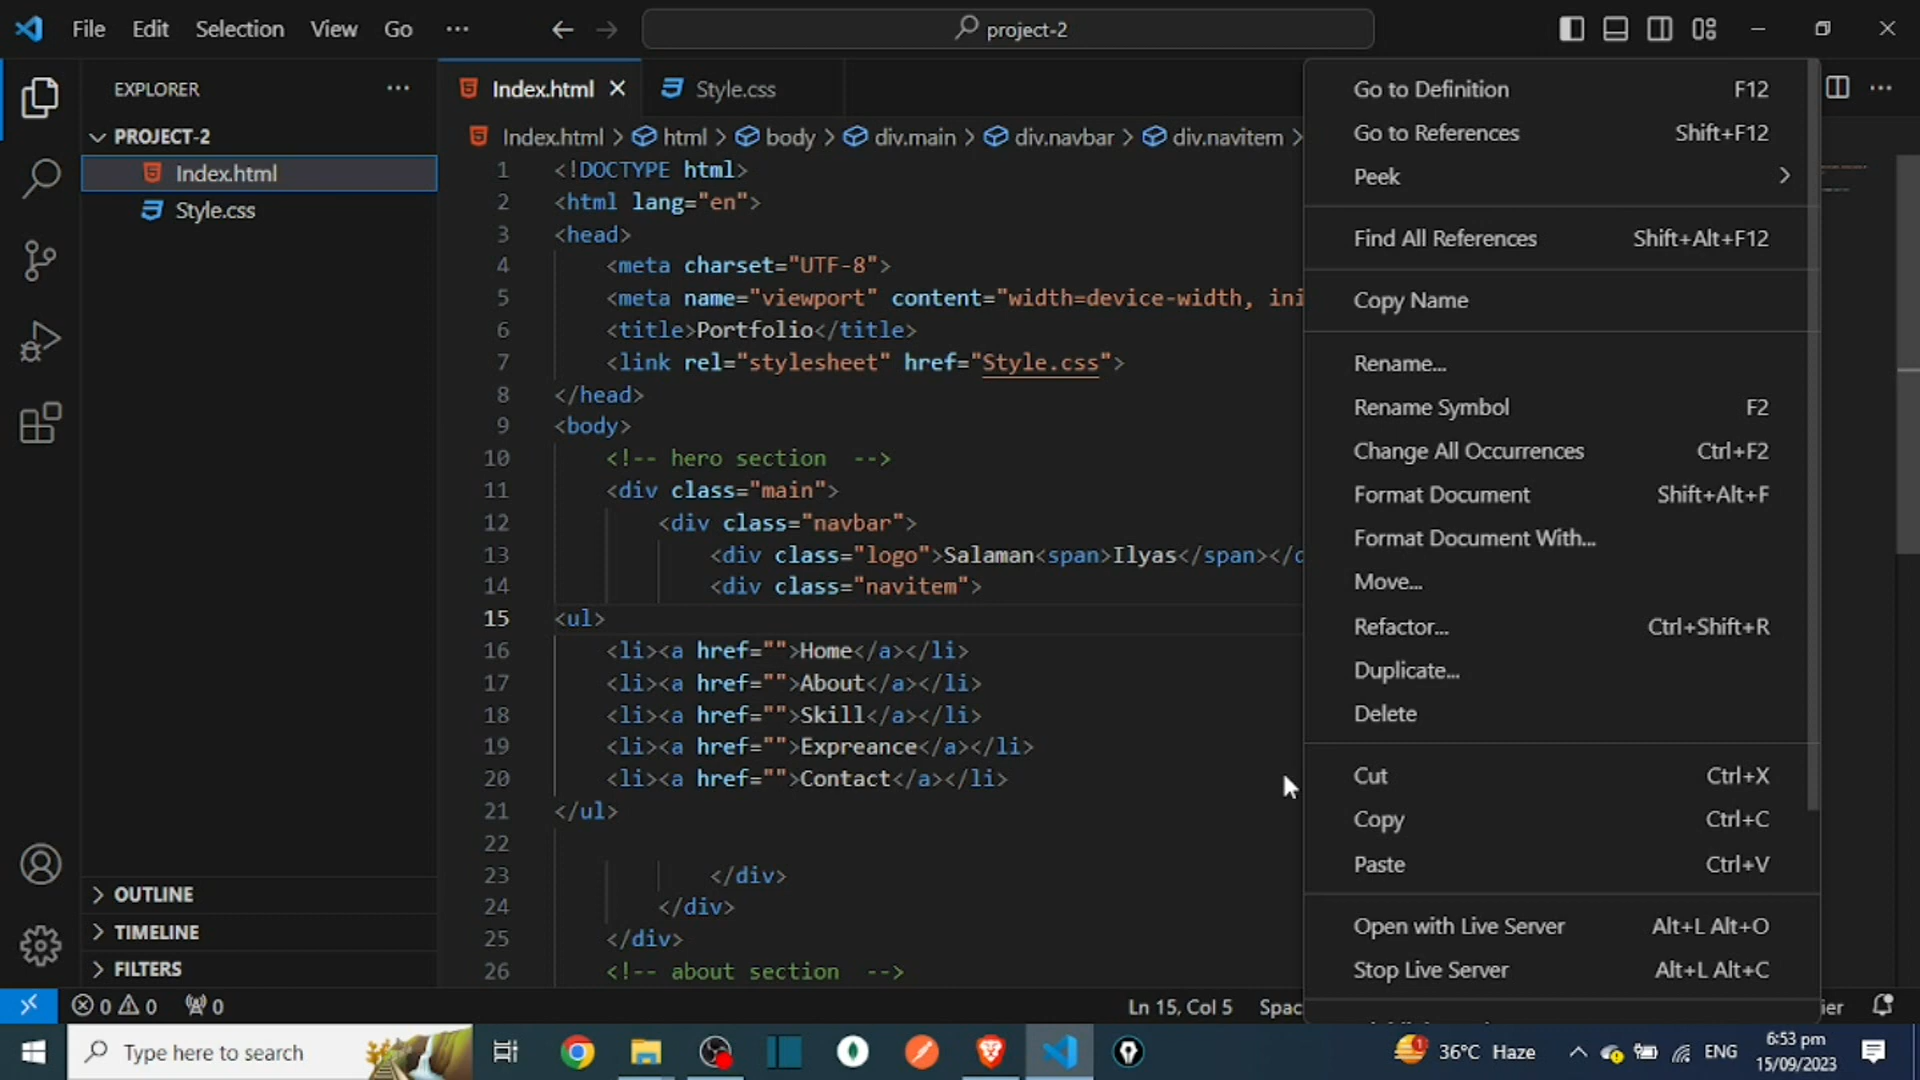 File Edit Selection View Go ··· project-2
EXPLORER ···
PROJECT-2
Index.html
Style.css
OUTLINE
TIMELINE
FILTERS
Index.html Style.css
Index.html > html > body > div.main > div.navbar > div.navitem >
1 <!DOCTYPE html>
2 <html lang="en">
3 <head>
4 <meta charset="UTF-8">
5 <meta name="viewport" content="width=device-width, ini
6 <title>Portfolio</title>
7 <link rel="stylesheet" href="Style.css">
8 </head>
9 <body>
10 <!-- hero section  -->
11 <div class="main">
12 <div class="navbar">
13 <div class="logo">Salaman<span>Ilyas</span></d
14 <div class="navitem">
15 <ul>
16 <li><a href="">Home</a></li>
17 <li><a href="">About</a></li>
18 <li><a href="">Skill</a></li>
19 <li><a href="">Expreance</a></li>
20 <li><a href="">Contact</a></li>
21 </ul>
22
23 </div>
24 </div>
25 </div>
26 <!-- about section  -->
Go to Definition F12
Go to References Shift+F12
Peek
Find All References Shift+Alt+F12
Copy Name
Rename...
Rename Symbol F2
Change All Occurrences Ctrl+F2
Format Document Shift+Alt+F
Format Document With...
Move...
Refactor... Ctrl+Shift+R
Duplicate...
Delete
Cut Ctrl+X
Copy Ctrl+C
Paste Ctrl+V
Open with Live Server Alt+L Alt+O
Stop Live Server Alt+L Alt+C
0 0 0 Ln 15, Col 5 Spac ier
Type here to search 1 36°C Haze ENG 6:53 pm
15/09/2023